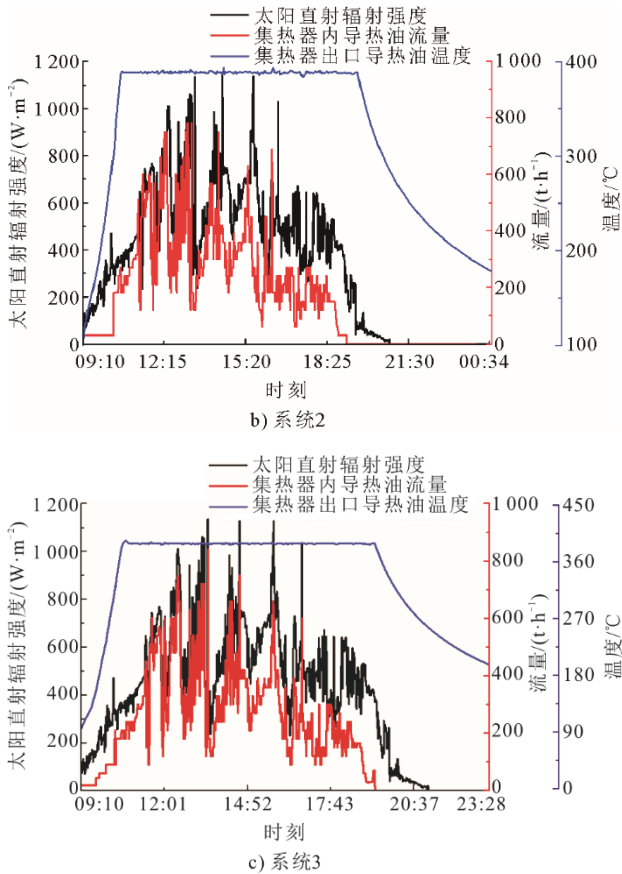 太阳直射辐射强度
集热器内导热油流量
集热器出口导热油温度
1 200
1 000
800
600
400
200
0
太阳直射辐射强度/(W·m⁻²)
1 000
800
600
400
200
0
流量/(t·h⁻¹)
400
300
200
100
温度/℃
09:10 12:15 15:20 18:25 21:30 00:34
时刻
b) 系统2
太阳直射辐射强度
集热器内导热油流量
集热器出口导热油温度
1 200
1 000
800
600
400
200
0
太阳直射辐射强度/(W·m⁻²)
1 000
800
600
400
200
0
流量/(t·h⁻¹)
450
360
270
180
90
0
温度/℃
09:10 12:01 14:52 17:43 20:37 23:28
时刻
c) 系统3